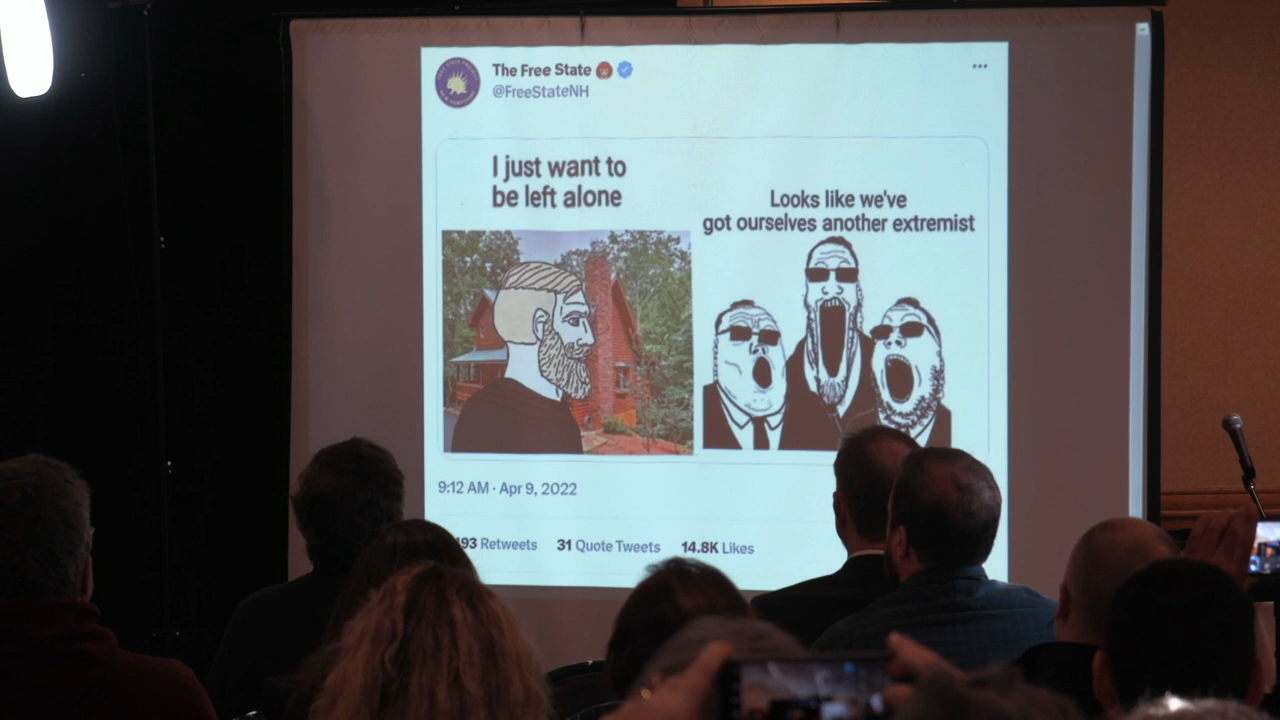 The Free State
@FreeStateNH
I just want to
be left alone
Looks like we've
got ourselves another extremist
9:12 AM · Apr 9, 2022
93 Retweets 31 Quote Tweets 14.8K Likes